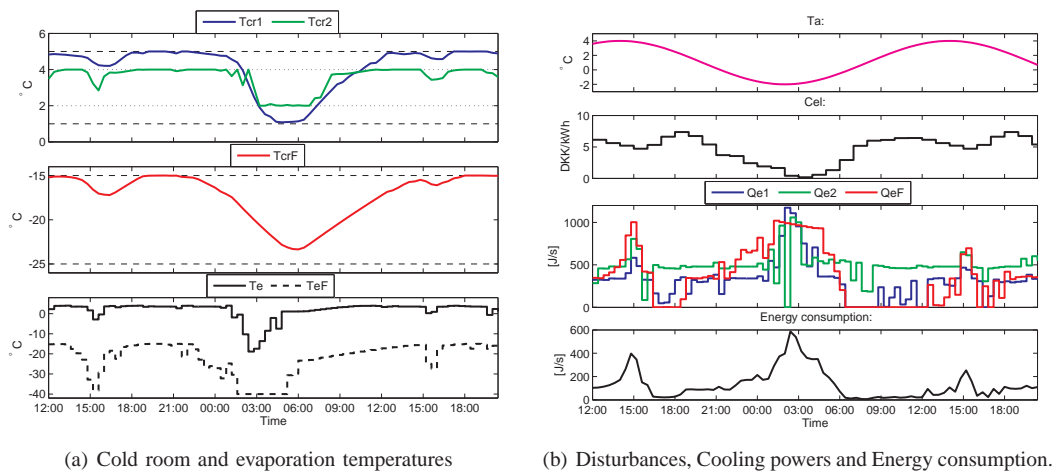 Tcr1 Tcr2
6
4
2
0
° C
TcrF
-15
-20
-25
° C
Te TeF
0
-10
-20
-30
-40
° C
12:00 15:00 18:00 21:00 00:00 03:00 06:00 09:00 12:00 15:00 18:00
Time
(a) Cold room and evaporation temperatures
Ta:
4
2
0
-2
° C
Cel:
10
5
0
DKK/kWh
Qe1 Qe2 QeF
1000
500
0
[J/s]
Energy consumption:
600
400
200
0
[J/s]
12:00 15:00 18:00 21:00 00:00 03:00 06:00 09:00 12:00 15:00 18:00
Time
(b) Disturbances, Cooling powers and Energy consumption.